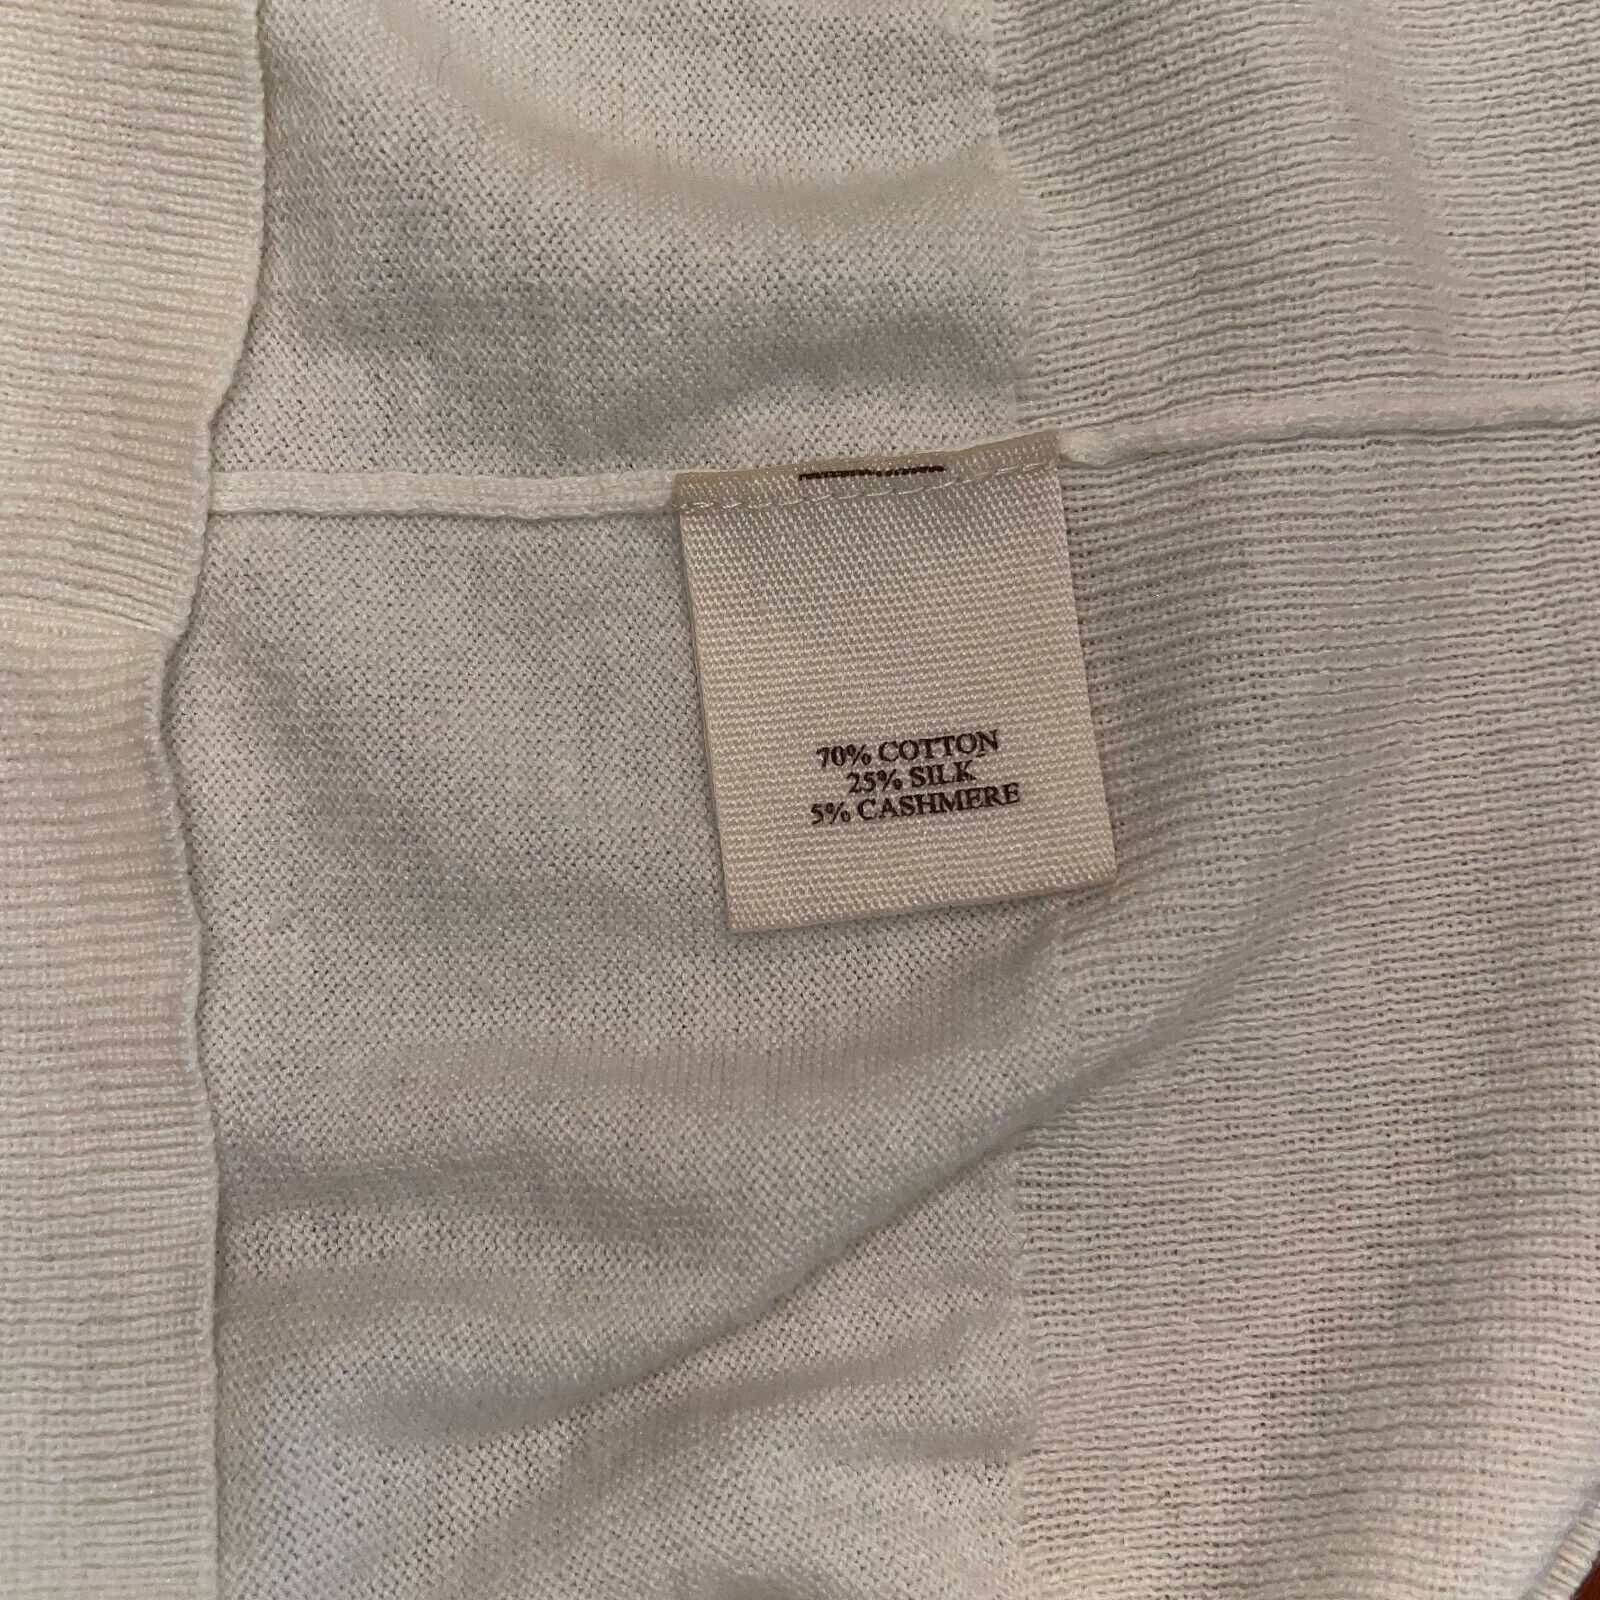 70% COTTON
25% SILK
5% CASHMERE